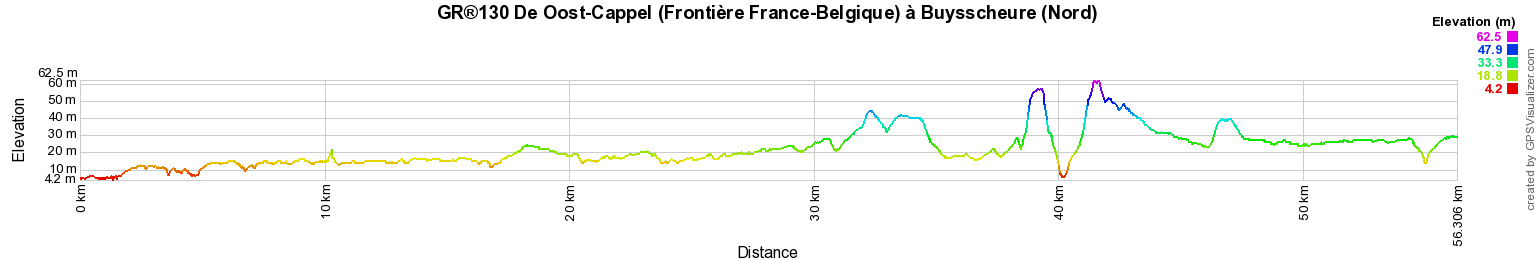 GR®130 De Oost-Cappel (Frontière France-Belgique) à Buysscheure (Nord)
Elevation (m)
62.5
47.9
33.3
18.8
4.2
62.5 m
60 m
50 m
40 m
30 m
20 m
10 m
4.2 m
Elevation
0 km
10 km
20 km
30 km
40 km
50 km
56.306 km
Distance
created by GPSVisualizer.com